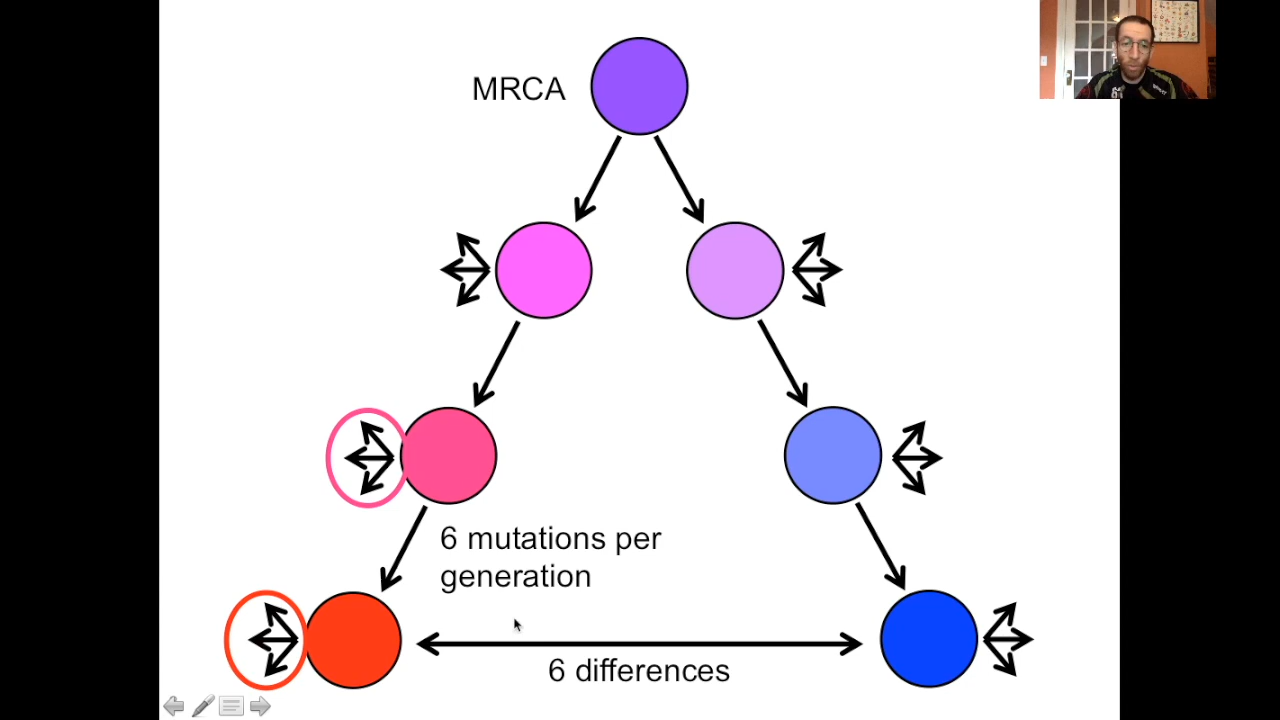 MRCA
6 mutations per
generation
6 differences